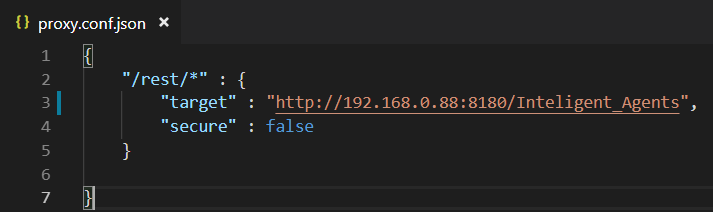 {} proxy.conf.json ×
1 {
2 "/rest/*" : {
3 "target" : "http://192.168.0.88:8180/Inteligent_Agents",
4 "secure" : false
5 }
6
7 }